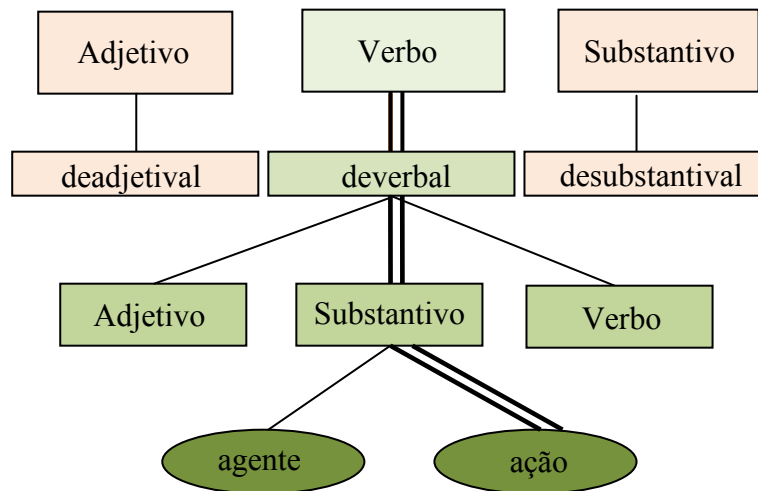 Adjetivo
Verbo
Substantivo
deadjetival
deverbal
desubstantival
Adjetivo
Substantivo
Verbo
agente
ação